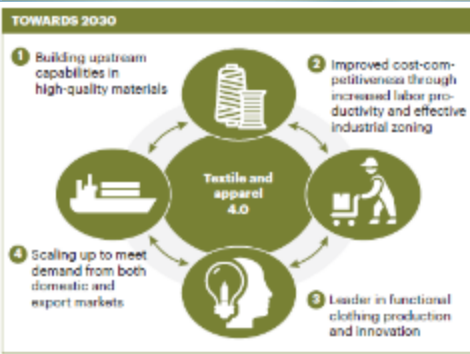 TOWARDS 2030
1 Building upstream
capabilities in
high-quality materials
2 Improved cost-com-
petitiveness through
increased labor pro-
ductivity and effective
industrial zoning
Textile and
apparel
4.0
4 Scaling up to meet
demand from both
domestic and
export markets
3 Leader in functional
clothing production
and innovation